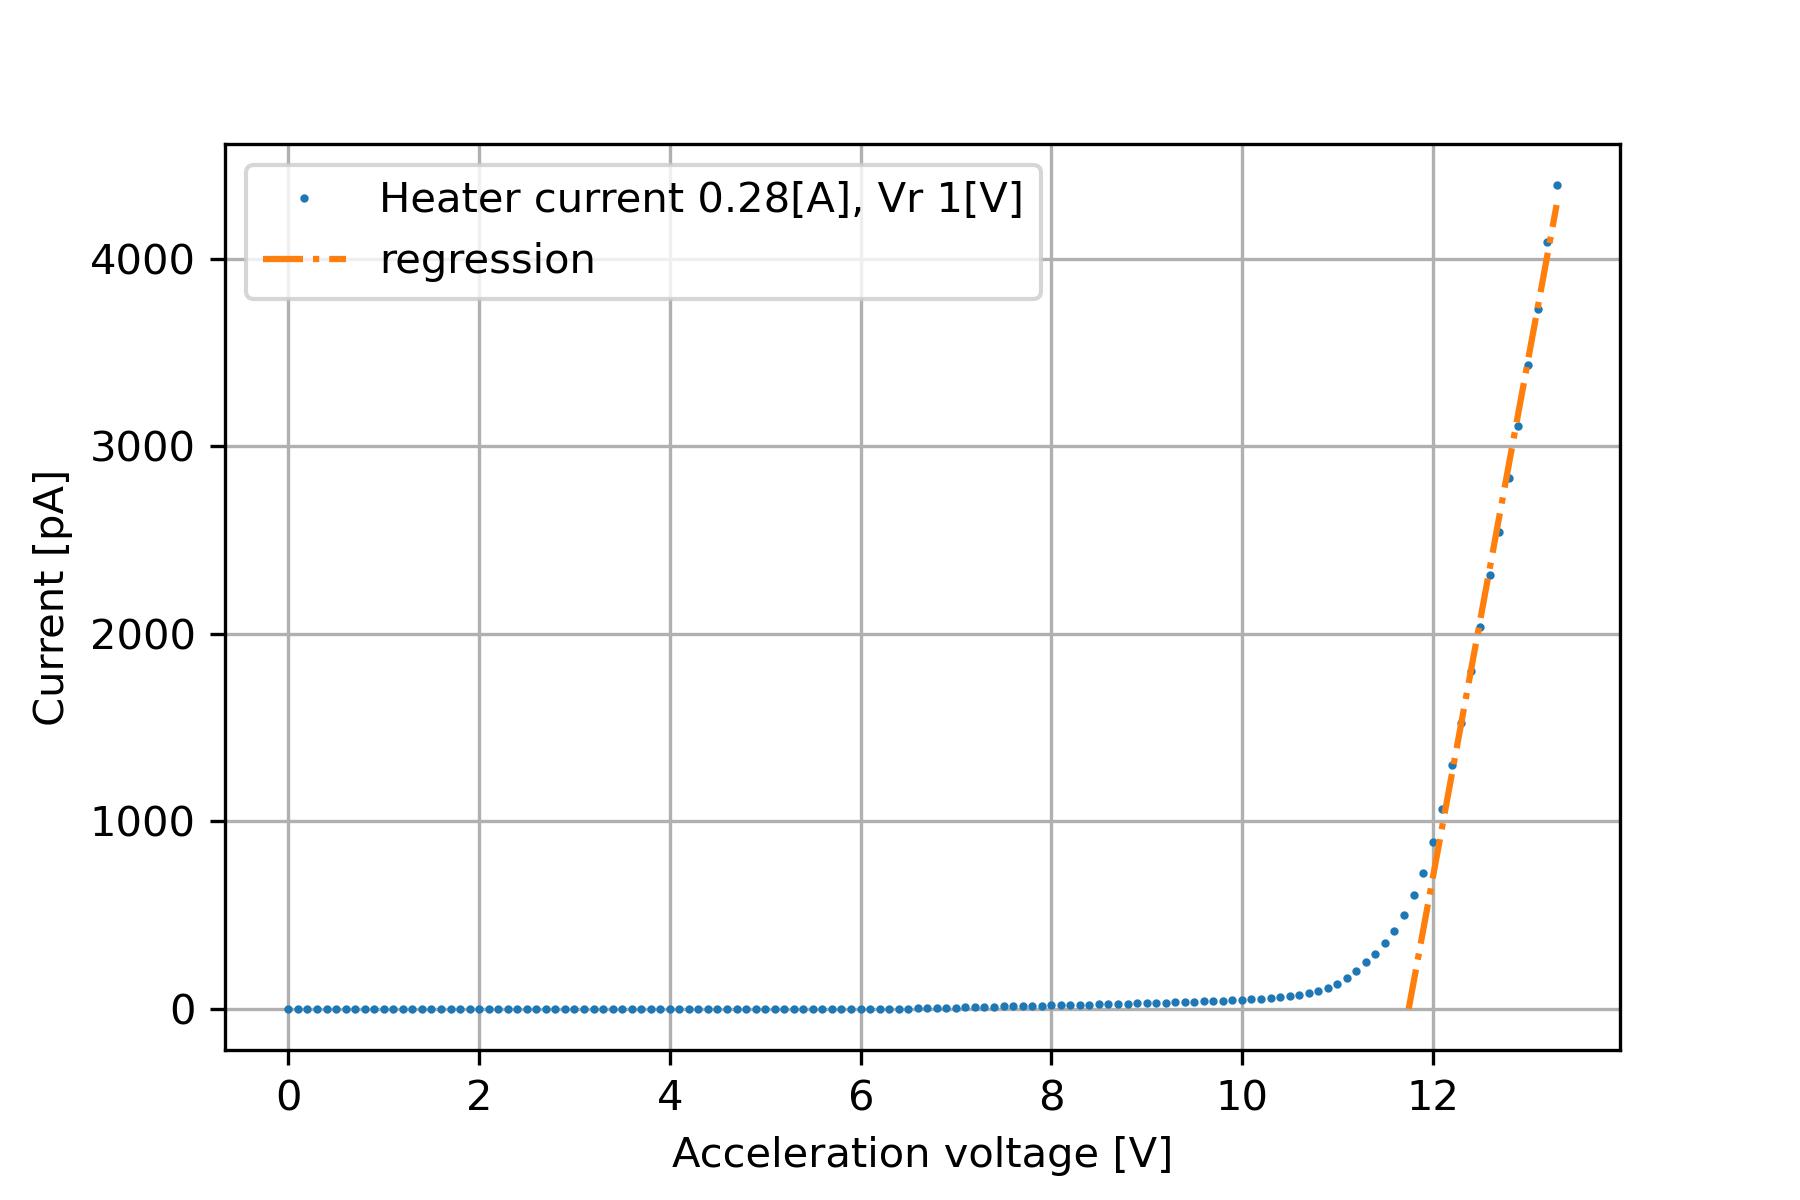 Heater current 0.28[A], Vr 1[V]
regression
4000
3000
2000
1000
0
Current [pA]
0 2 4 6 8 10 12
Acceleration voltage [V]